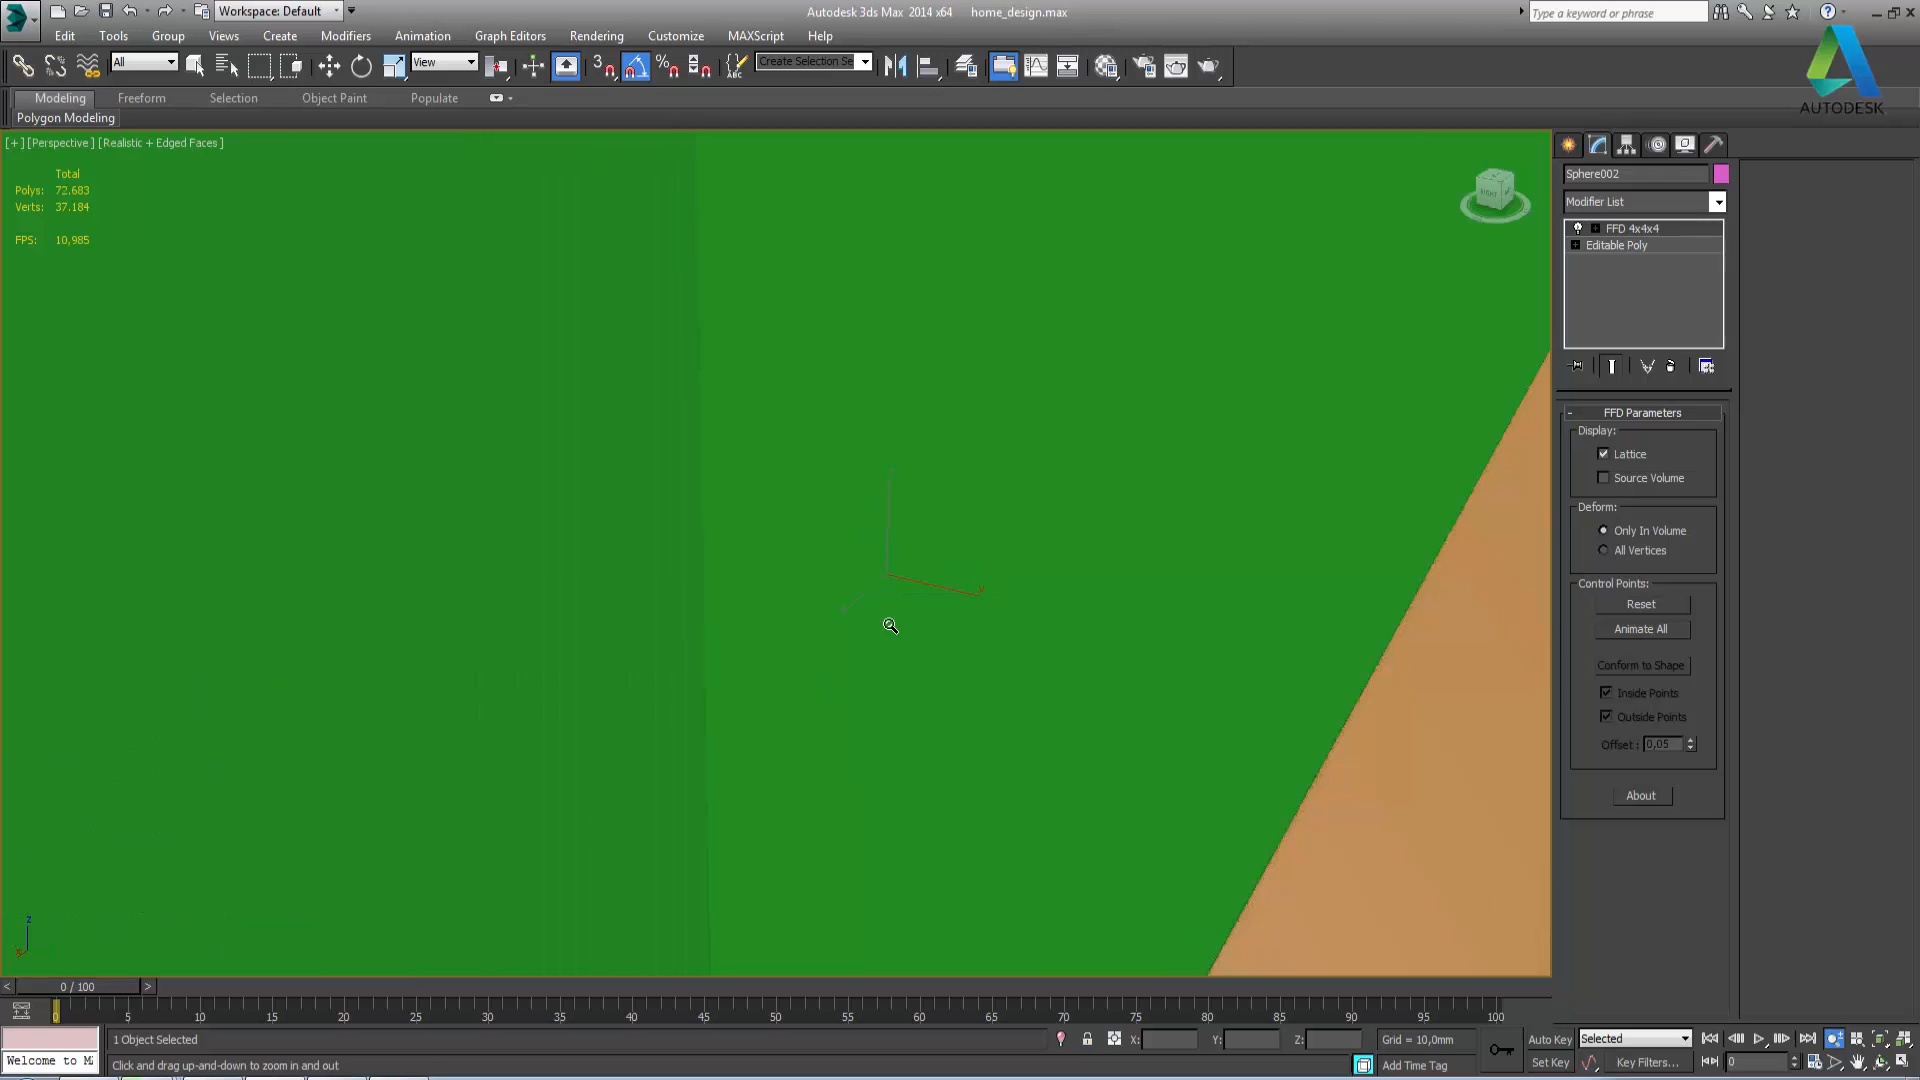 Workspace: Default
Autodesk 3ds Max 2014 x64 home_design.max
Type a keyword or phrase
Edit Tools Group Views Create Modifiers Animation Graph Editors Rendering Customize MAXScript Help
All
View
3
%
ABC
Create Selection Se
AUTODESK
Modeling Freeform Selection Object Paint Populate
Polygon Modeling
[+] [Perspective] [Realistic + Edged Faces]
Total
Polys: 72.683
Verts: 37.184
FPS: 10,985
RIGHT
Sphere002
Modifier List
FFD 4x4x4
Editable Poly
- FFD Parameters
Display:
Lattice
Source Volume
Deform:
Only In Volume
All Vertices
Control Points:
Reset
Animate All
Conform to Shape
Inside Points
Outside Points
Offset : 0,05
About
z
< 0 / 100 >
0 5 10 15 20 25 30 35 40 45 50 55 60 65 70 75 80 85 90 95 100
1 Object Selected
X: Y: Z: Grid = 10,0mm
Auto Key Selected
Welcome to Mi
Click and drag up-and-down to zoom in and out
Add Time Tag
Set Key Key Filters...
0